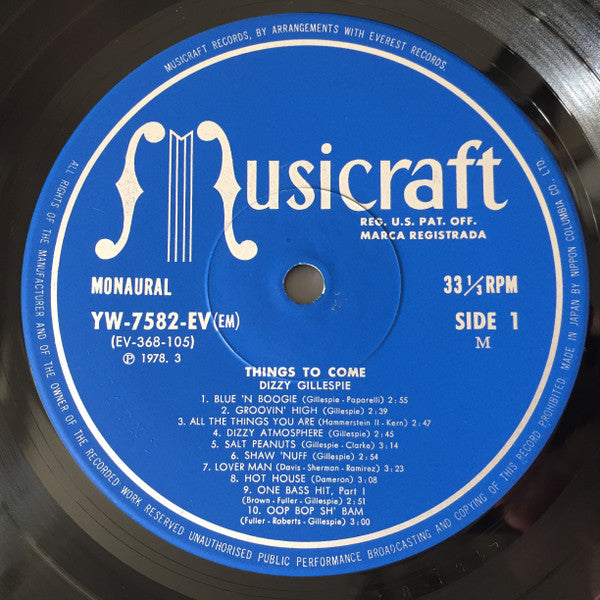 MUSICRAFT RECORDS, BY ARRANGEMENTS WITH EVEREST RECORDS.
Musicraft
REG. U.S. PAT. OFF.
MARCA REGISTRADA
MONAURAL
33 1/3 RPM
YW-7582-EV(EM)
SIDE 1
(EV-368-105)
M
Ⓟ 1978. 3
THINGS TO COME
DIZZY GILLESPIE
1. BLUE 'N BOOGIE (Gillespie - Paparelli) 2:55
2. GROOVIN' HIGH (Gillespie) 2:39
3. ALL THE THINGS YOU ARE (Hammerstein II - Kern) 2:47
4. DIZZY ATMOSPHERE (Gillespie) 2:45
5. SALT PEANUTS (Gillespie - Clarke) 3:14
6. SHAW 'NUFF (Gillespie) 2:54
7. LOVER MAN (Davis - Sherman - Ramirez) 3:23
8. HOT HOUSE (Dameron) 3:08
9. ONE BASS HIT, Part I
(Brown - Fuller - Gillespie) 2:51
10. OOP BOP SH' BAM
(Fuller - Roberts - Gillespie) 3:00
ALL RIGHTS OF THE MANUFACTURER AND OF THE OWNER OF THE RECORDED WORK RESERVED UNAUTHORISED PUBLIC PERFORMANCE BROADCASTING AND COPYING OF THIS RECORD PROHIBITED. MADE IN JAPAN BY NIPPON COLUMBIA CO., LTD.